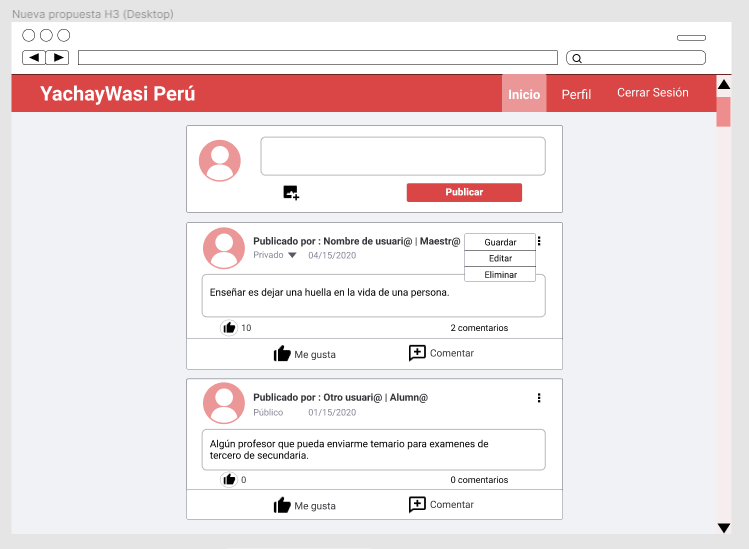 Nueva propuesta H3 (Desktop)
YachayWasi Perú
Inicio
Perfil
Cerrar Sesión
Publicar
Publicado por : Nombre de usuari@ | Maestr@
Privado
04/15/2020
Guardar
Editar
Eliminar
Enseñar es dejar una huella en la vida de una persona.
10
2 comentarios
Me gusta
Comentar
Publicado por : Otro usuari@ | Alumn@
Público
01/15/2020
Algún profesor que pueda enviarme temario para examenes de
tercero de secundaria.
0
0 comentarios
Me gusta
Comentar